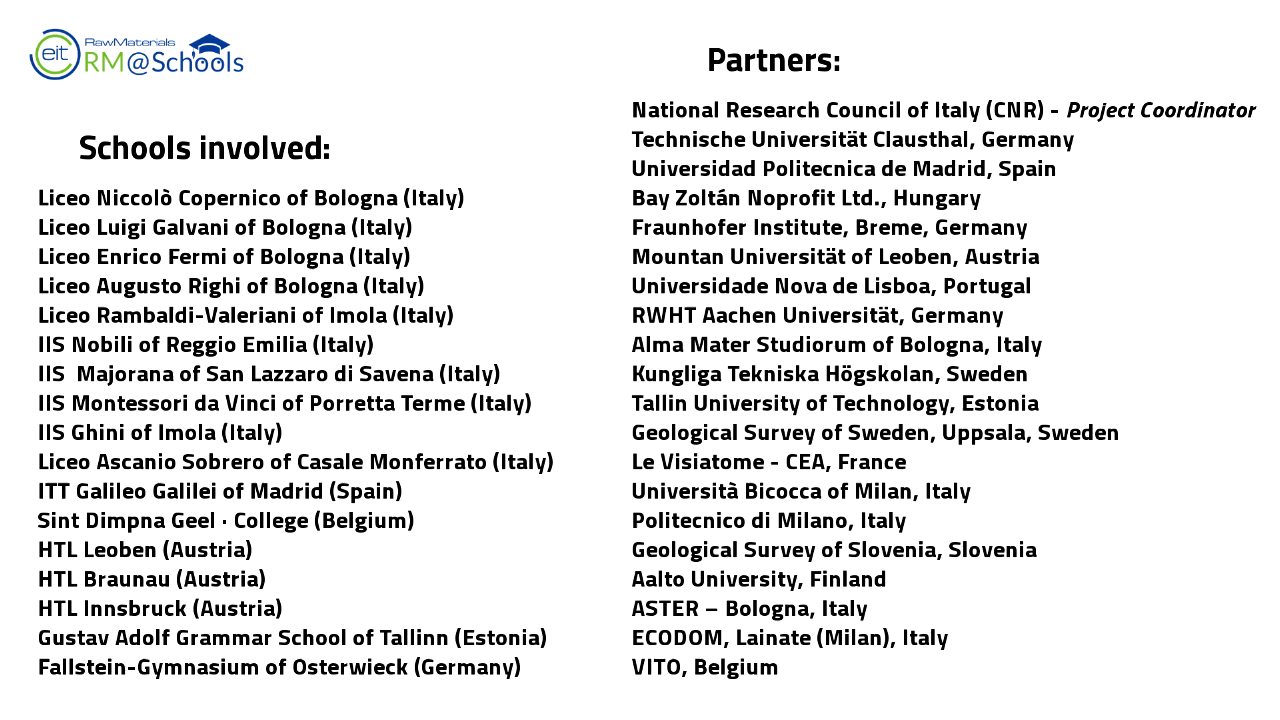 eit RawMaterials
RM@Schools
Schools involved:
Liceo Niccolò Copernico of Bologna (Italy)
Liceo Luigi Galvani of Bologna (Italy)
Liceo Enrico Fermi of Bologna (Italy)
Liceo Augusto Righi of Bologna (Italy)
Liceo Rambaldi-Valeriani of Imola (Italy)
IIS Nobili of Reggio Emilia (Italy)
IIS  Majorana of San Lazzaro di Savena (Italy)
IIS Montessori da Vinci of Porretta Terme (Italy)
IIS Ghini of Imola (Italy)
Liceo Ascanio Sobrero of Casale Monferrato (Italy)
ITT Galileo Galilei of Madrid (Spain)
Sint Dimpna Geel · College (Belgium)
HTL Leoben (Austria)
HTL Braunau (Austria)
HTL Innsbruck (Austria)
Gustav Adolf Grammar School of Tallinn (Estonia)
Fallstein-Gymnasium of Osterwieck (Germany)
Partners:
National Research Council of Italy (CNR) - Project Coordinator
Technische Universität Clausthal, Germany
Universidad Politecnica de Madrid, Spain
Bay Zoltán Noprofit Ltd., Hungary
Fraunhofer Institute, Breme, Germany
Mountan Universität of Leoben, Austria
Universidade Nova de Lisboa, Portugal
RWHT Aachen Universität, Germany
Alma Mater Studiorum of Bologna, Italy
Kungliga Tekniska Högskolan, Sweden
Tallin University of Technology, Estonia
Geological Survey of Sweden, Uppsala, Sweden
Le Visiatome - CEA, France
Università Bicocca of Milan, Italy
Politecnico di Milano, Italy
Geological Survey of Slovenia, Slovenia
Aalto University, Finland
ASTER – Bologna, Italy
ECODOM, Lainate (Milan), Italy
VITO, Belgium